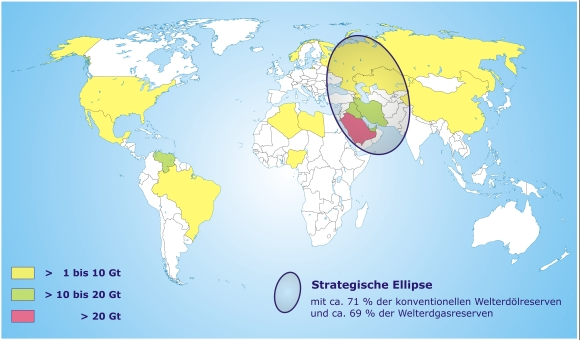 > 1 bis 10 Gt
> 10 bis 20 Gt
> 20 Gt
Strategische Ellipse
mit ca. 71 % der konventionellen Welterdölreserven
und ca. 69 % der Welterdgasreserven